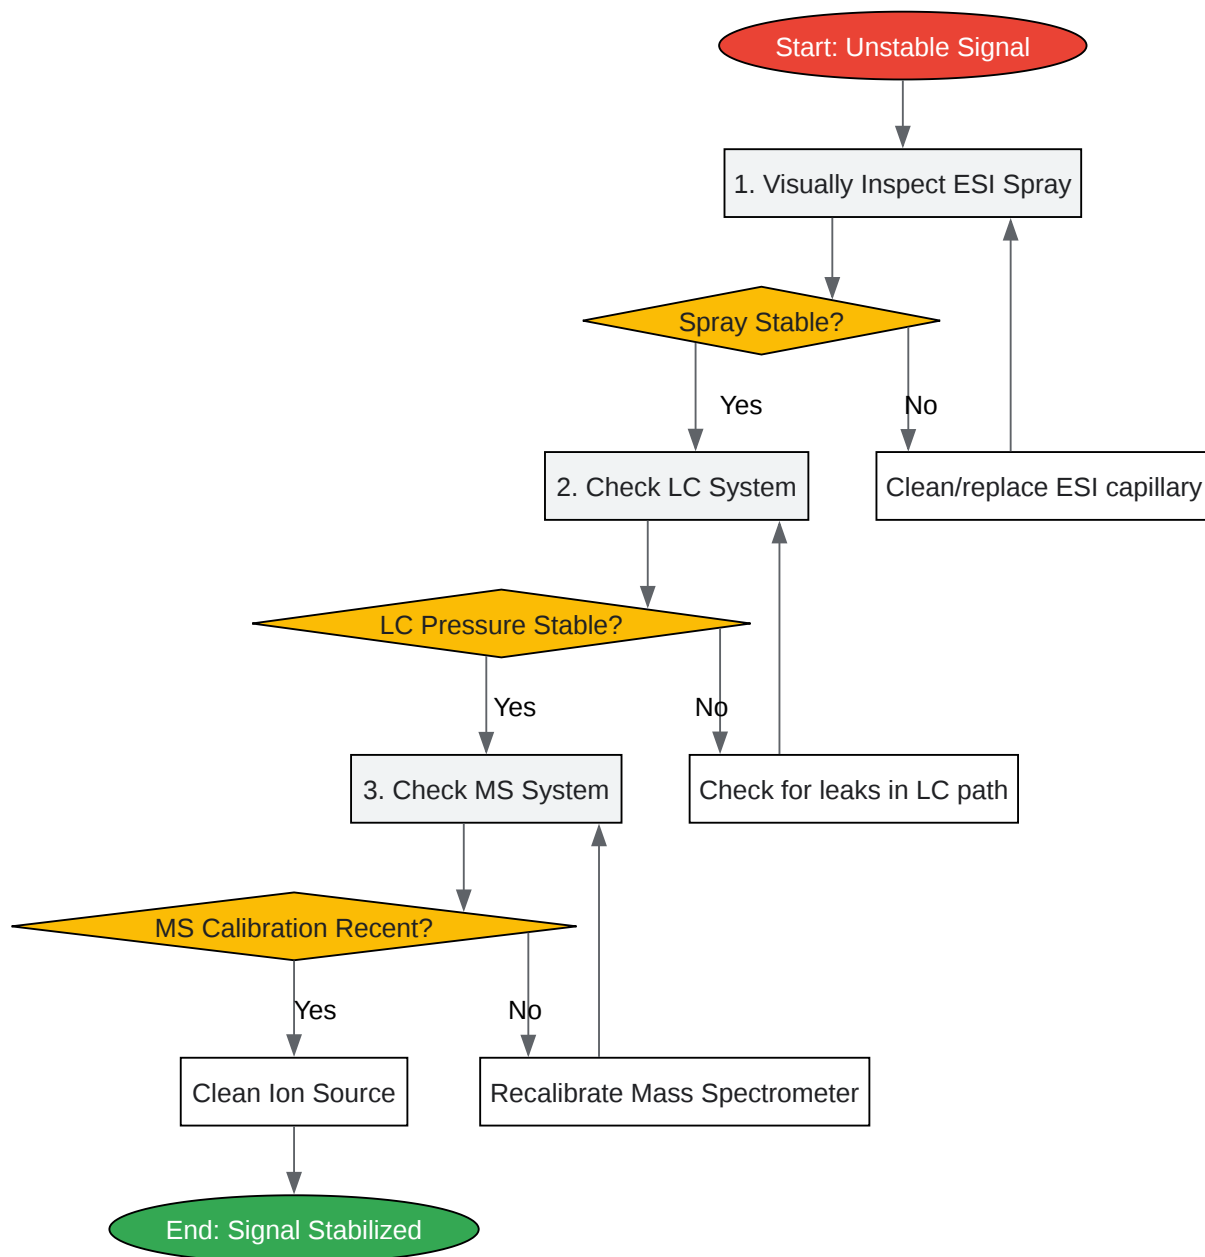 Start: Unstable Signal
1. Visually Inspect ESI Spray
Spray Stable?
Yes
No
2. Check LC System
Clean/replace ESI capillary
LC Pressure Stable?
Yes
No
3. Check MS System
Check for leaks in LC path
MS Calibration Recent?
Yes
No
Clean Ion Source
Recalibrate Mass Spectrometer
End: Signal Stabilized